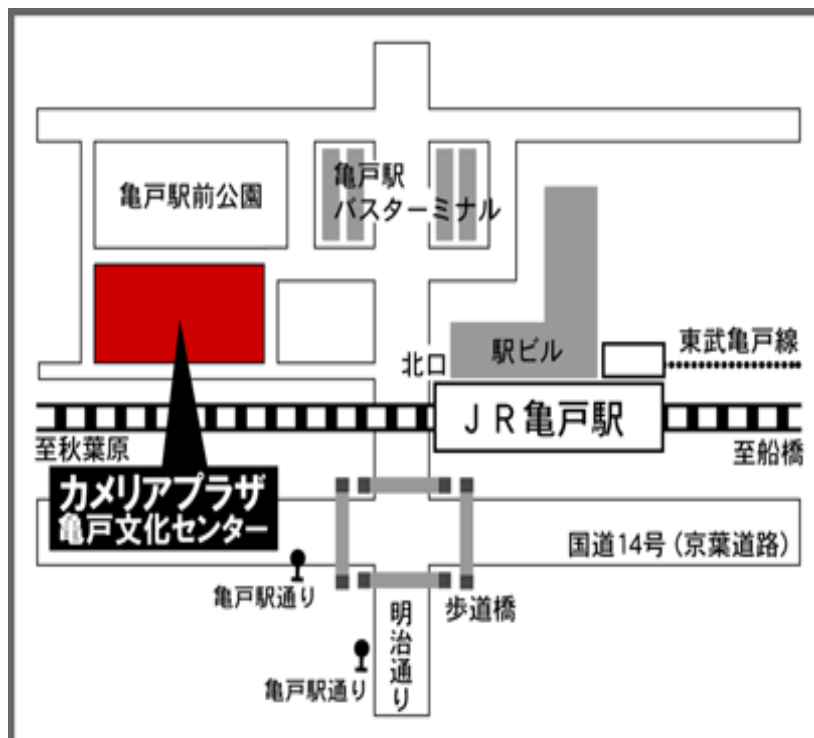 亀戸駅前公園
亀戸駅
バスターミナル
東武亀戸線
駅ビル
北口
JR亀戸駅
至秋葉原
至船橋
カメリアプラザ
亀戸文化センター
国道14号(京葉道路)
亀戸駅通り
歩道橋
明治通り
亀戸駅通り